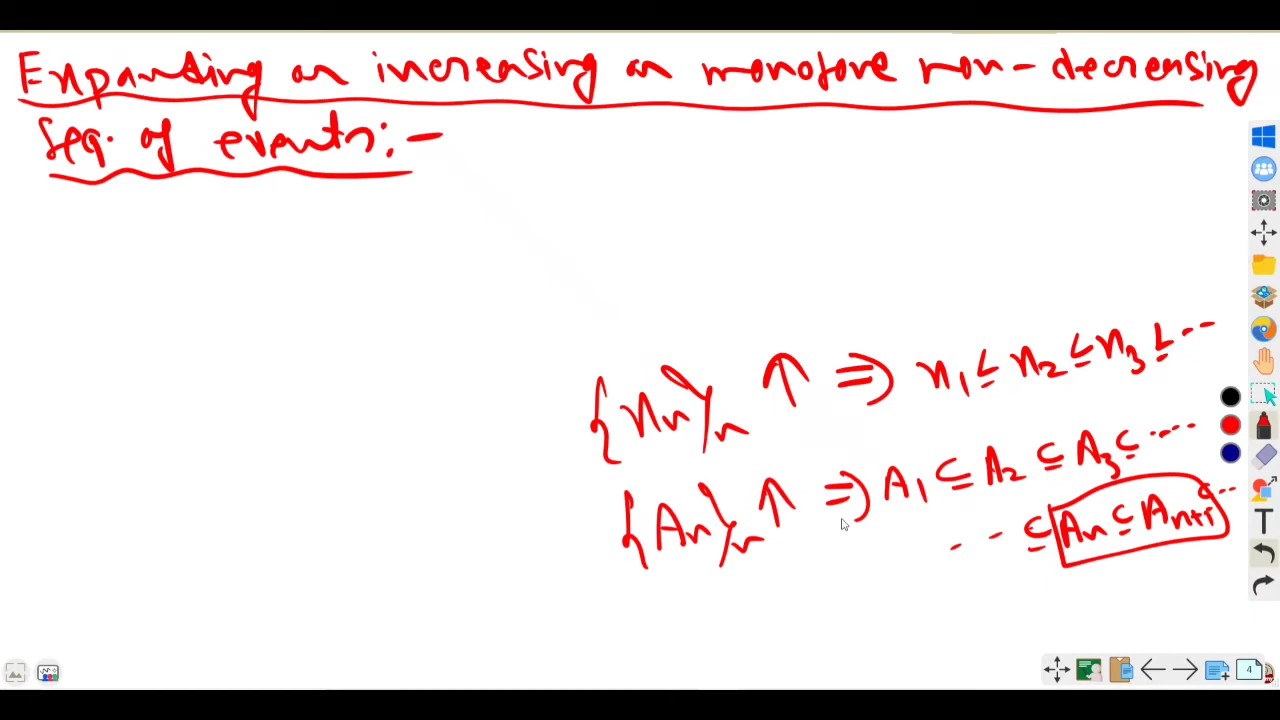 Expanding or increasing or monotone non-decreasing
Seq. of events:-
{xn}n ↑ ⇒ x1 ≤ x2 ≤ x3 ≤ ...
{An}n ↑ ⇒ A1 ⊆ A2 ⊆ A3 ⊆ ....
... ⊆ An ⊆ An+1 ⊆ ...
4